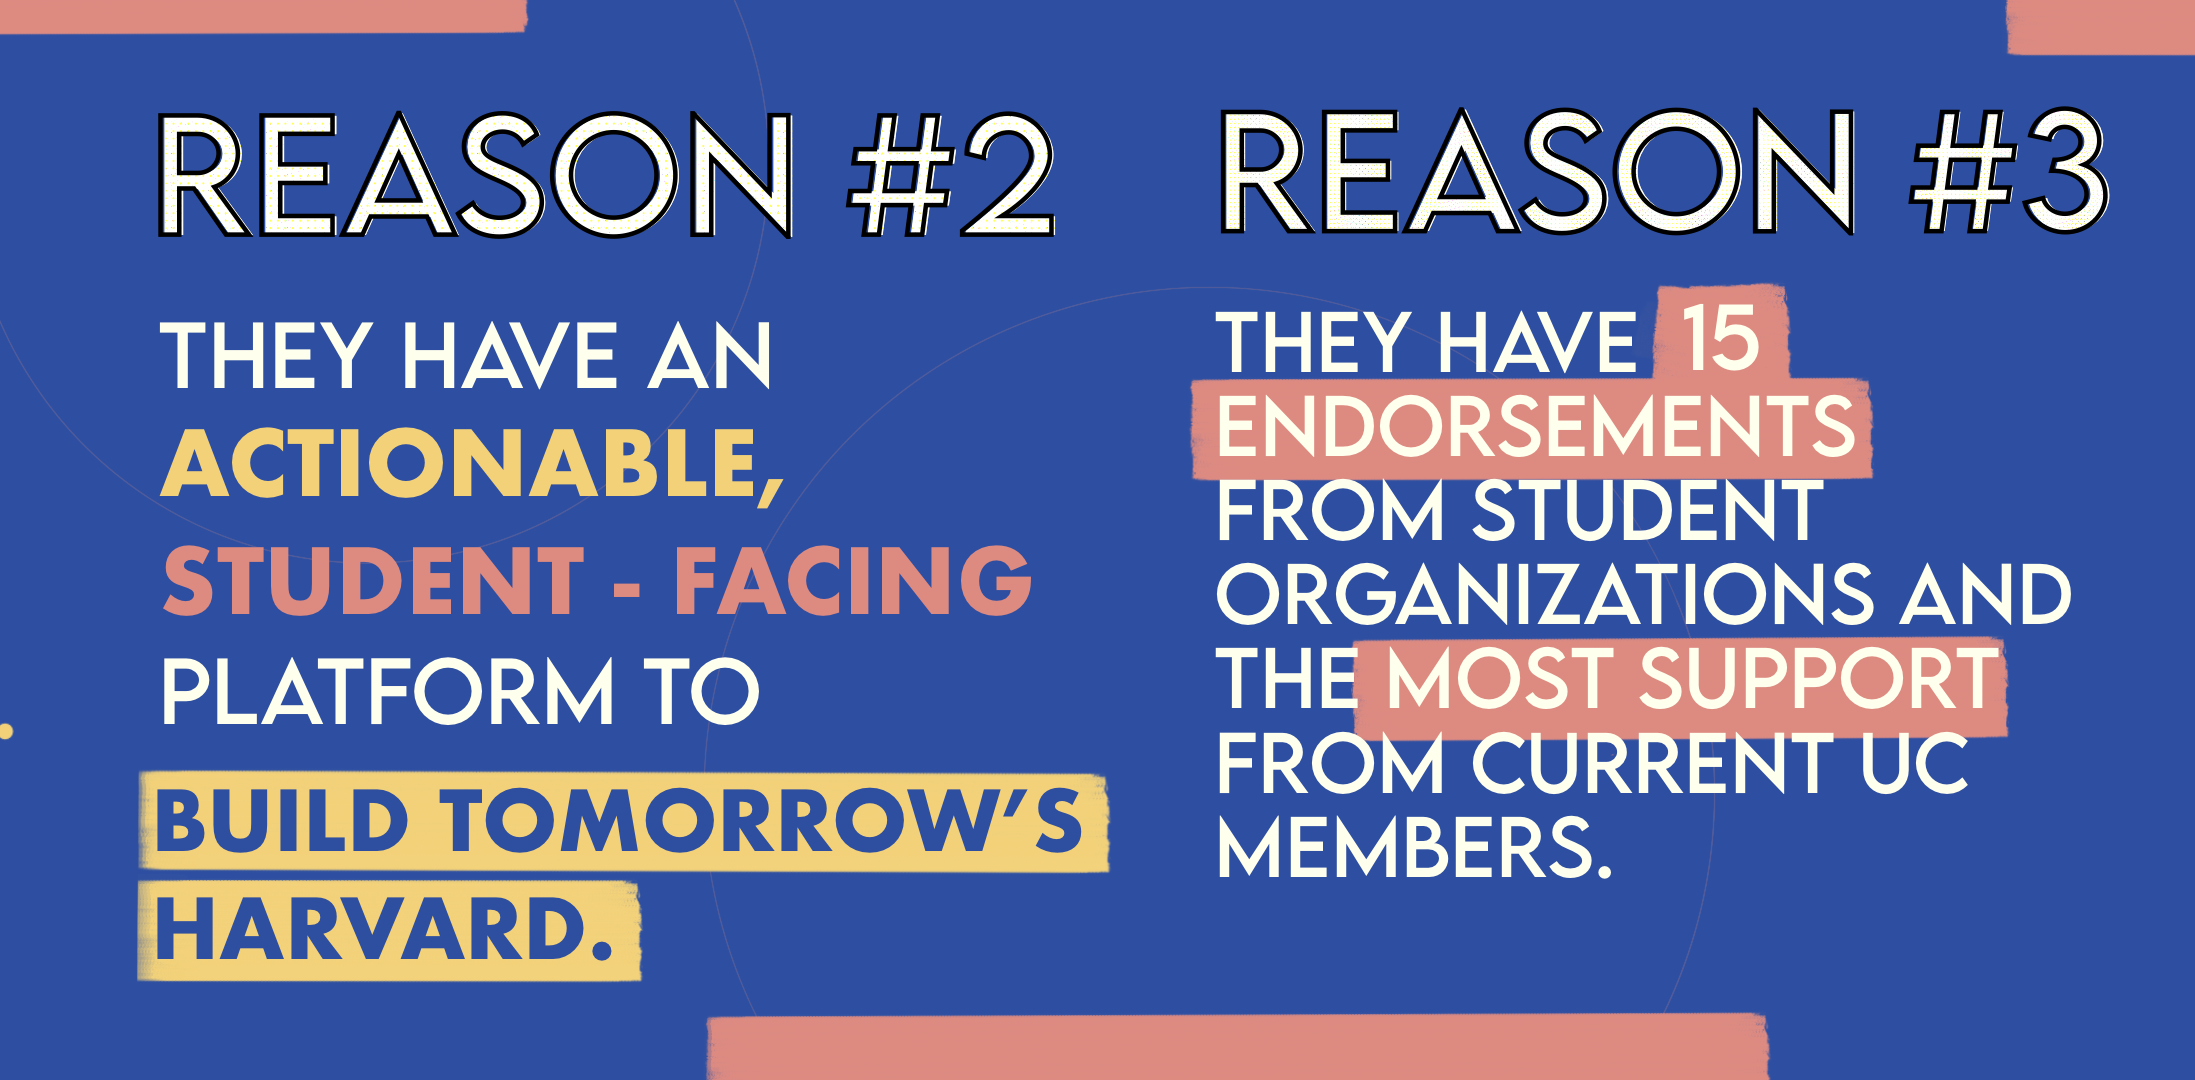 REASON #2
THEY HAVE AN
ACTIONABLE,
STUDENT - FACING
PLATFORM TO
BUILD TOMORROW'S
HARVARD.
REASON #3
THEY HAVE 15
ENDORSEMENTS
FROM STUDENT
ORGANIZATIONS AND
THE MOST SUPPORT
FROM CURRENT UC
MEMBERS.